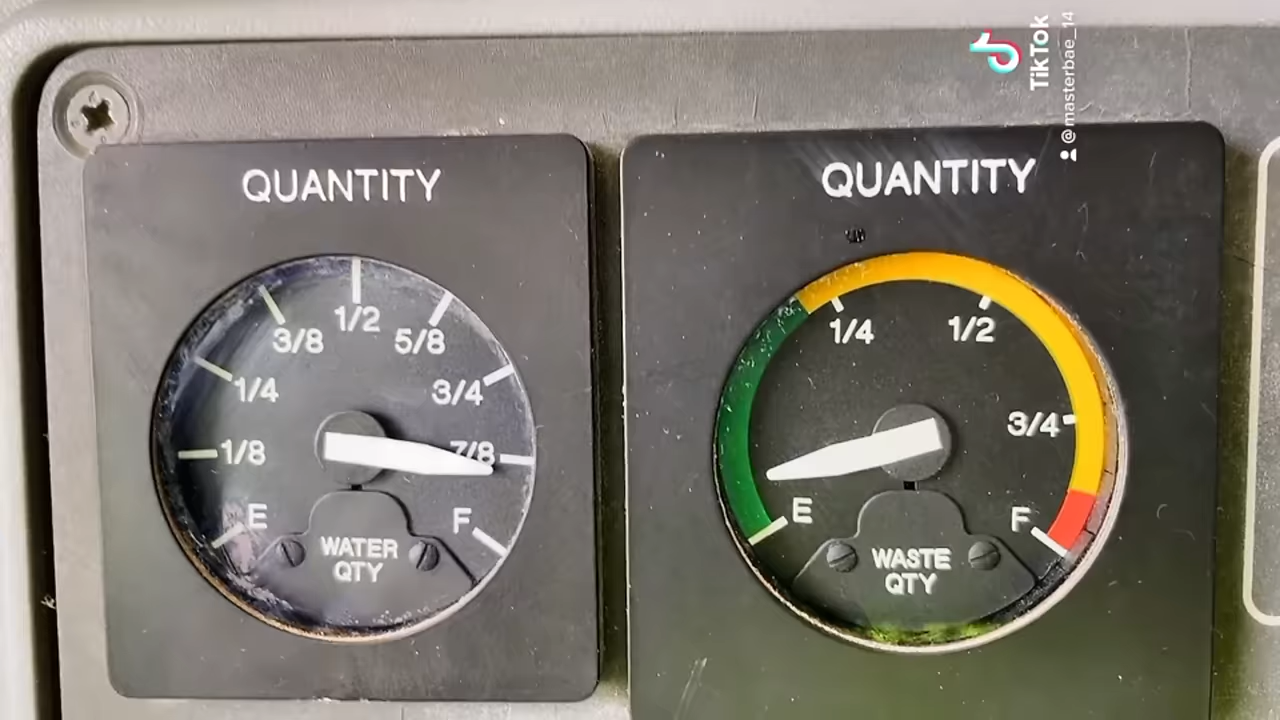 QUANTITY
1/2
3/8
5/8
1/4
3/4
1/8
7/8
E
F
WATER
QTY
QUANTITY
1/4
1/2
3/4
E
F
WASTE
QTY
TikTok
@masterbae_14